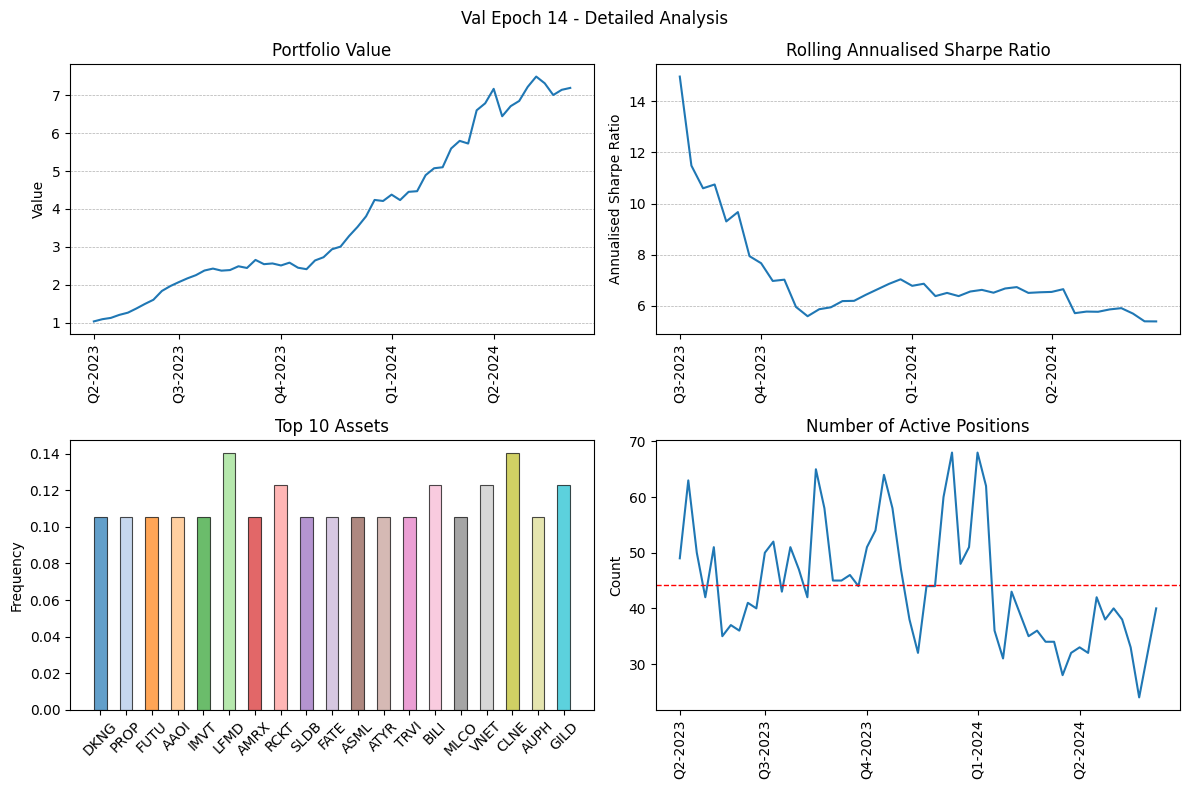 Val Epoch 14 - Detailed Analysis
Portfolio Value
Value
7
6
5
4
3
2
1
Q2-2023
Q3-2023
Q4-2023
Q1-2024
Q2-2024
Rolling Annualised Sharpe Ratio
Annualised Sharpe Ratio
14
12
10
8
6
Q3-2023
Q4-2023
Q1-2024
Q2-2024
Top 10 Assets
Frequency
0.14
0.12
0.10
0.08
0.06
0.04
0.02
0.00
DKNG
PROP
FUTU
AAOI
IMVT
LFMD
AMRX
RCKT
SLDB
FATE
ASML
ATYR
TRVI
BILI
MLCO
VNET
CLNE
AUPH
GILD
Number of Active Positions
Count
70
60
50
40
30
Q2-2023
Q3-2023
Q4-2023
Q1-2024
Q2-2024